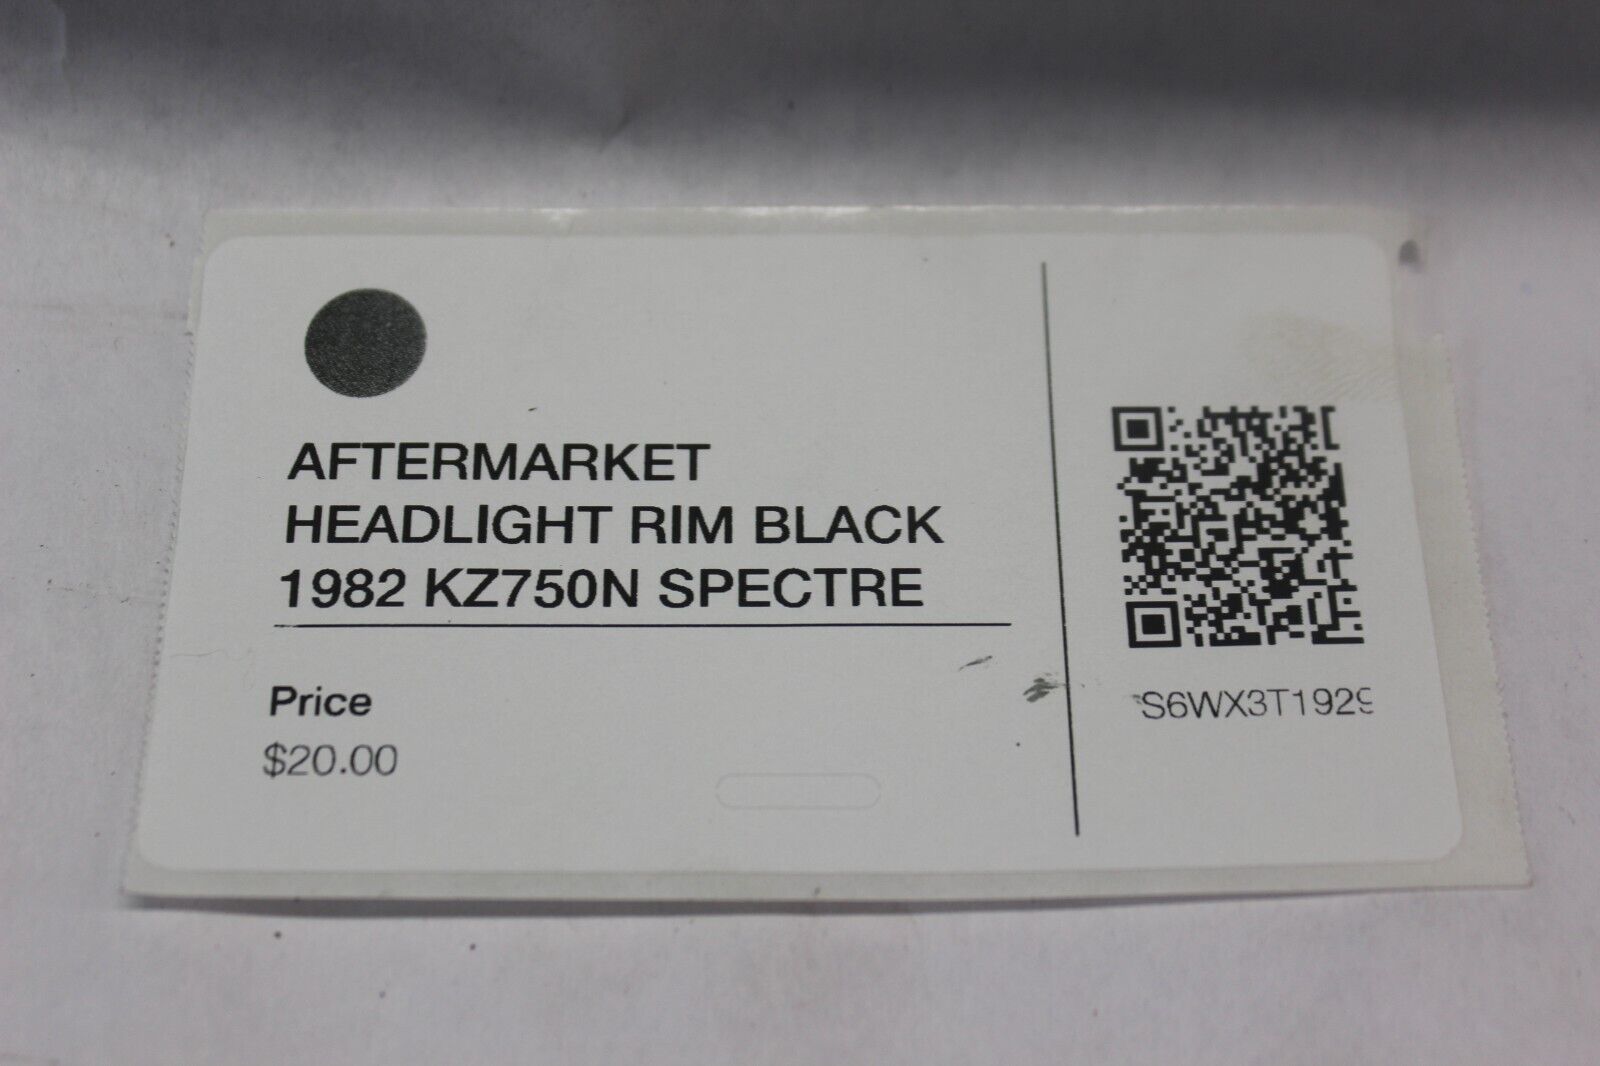 AFTERMARKET
HEADLIGHT RIM BLACK
1982 KZ750N SPECTRE
Price
$20.00
S6WX3T1929